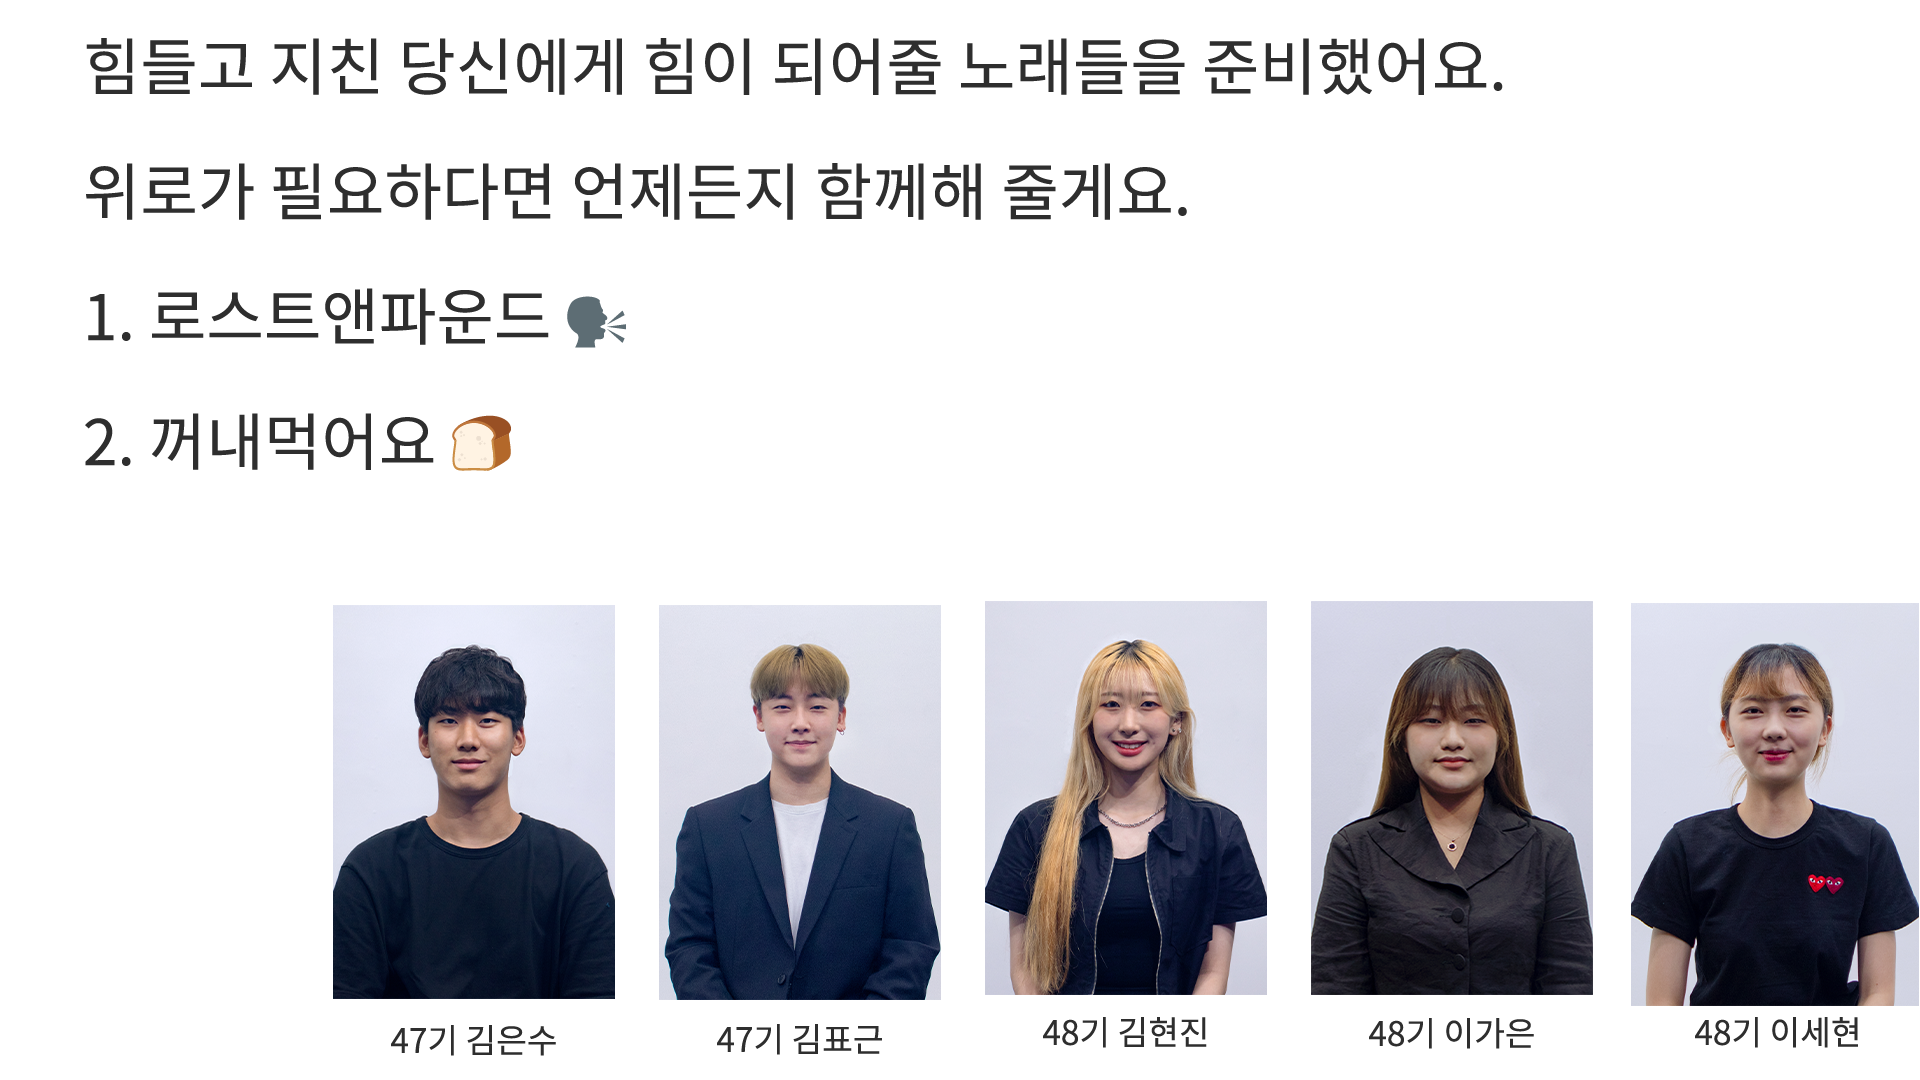 힘들고 지친 당신에게 힘이 되어줄 노래들을 준비했어요.
위로가 필요하다면 언제든지 함께해 줄게요.
1. 로스트앤파운드 🗣️
2. 꺼내먹어요 🍞
47기 김은수
47기 김표근
48기 김현진
48기 이가은
48기 이세현